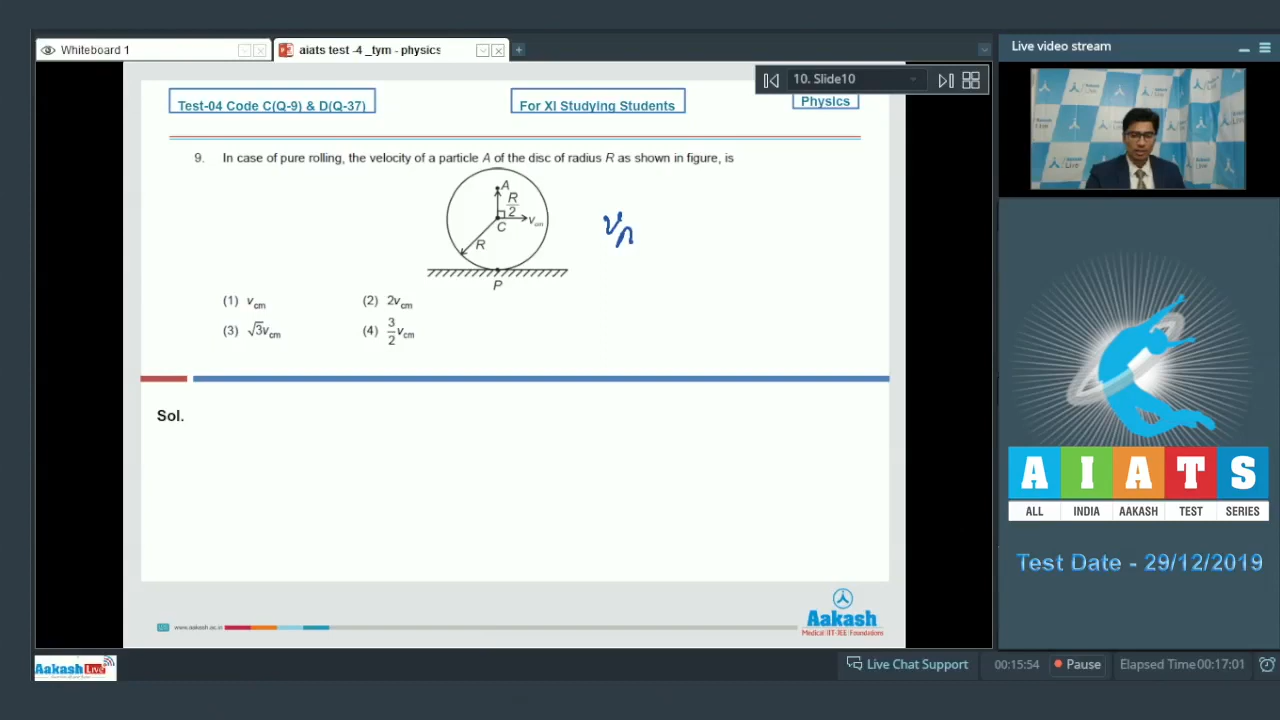 Whiteboard 1
aiats test -4 _tym - physics
Live video stream
10. Slide10
Test-04 Code C(Q-9) & D(Q-37)
For XI Studying Students
Physics
9. In case of pure rolling, the velocity of a particle A of the disc of radius R as shown in figure, is
A
R/2
v_cm
C
R
P
(1) v_cm
(2) 2v_cm
(3) √3v_cm
(4) 3/2 v_cm
Sol.
A I A T S
ALL INDIA AAKASH TEST SERIES
Test Date - 29/12/2019
Aakash
Medical|IIT-JEE|Foundations
www.aakash.ac.in
Aakash Live
Live Chat Support
00:15:54
Pause
Elapsed Time 00:17:01